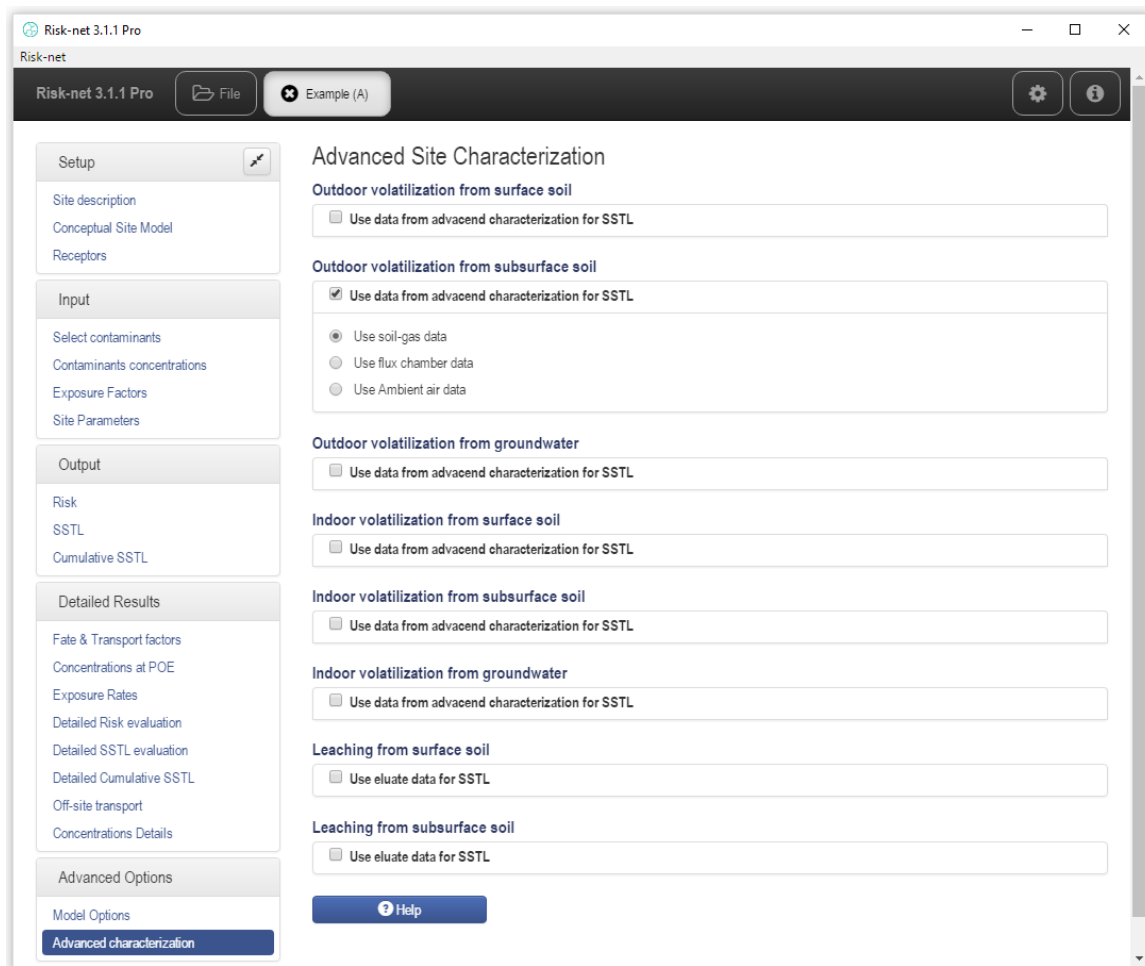 Risk-net 3.1.1 Pro
Risk-net
Risk-net 3.1.1 Pro
File
Example (A)
Setup
Site description
Conceptual Site Model
Receptors
Input
Select contaminants
Contaminants concentrations
Exposure Factors
Site Parameters
Output
Risk
SSTL
Cumulative SSTL
Detailed Results
Fate & Transport factors
Concentrations at POE
Exposure Rates
Detailed Risk evaluation
Detailed SSTL evaluation
Detailed Cumulative SSTL
Off-site transport
Concentrations Details
Advanced Options
Model Options
Advanced characterization
Advanced Site Characterization
Outdoor volatilization from surface soil
Use data from advacend characterization for SSTL
Outdoor volatilization from subsurface soil
Use data from advacend characterization for SSTL
Use soil-gas data
Use flux chamber data
Use Ambient air data
Outdoor volatilization from groundwater
Use data from advacend characterization for SSTL
Indoor volatilization from surface soil
Use data from advacend characterization for SSTL
Indoor volatilization from subsurface soil
Use data from advacend characterization for SSTL
Indoor volatilization from groundwater
Use data from advacend characterization for SSTL
Leaching from surface soil
Use eluate data for SSTL
Leaching from subsurface soil
Use eluate data for SSTL
Help